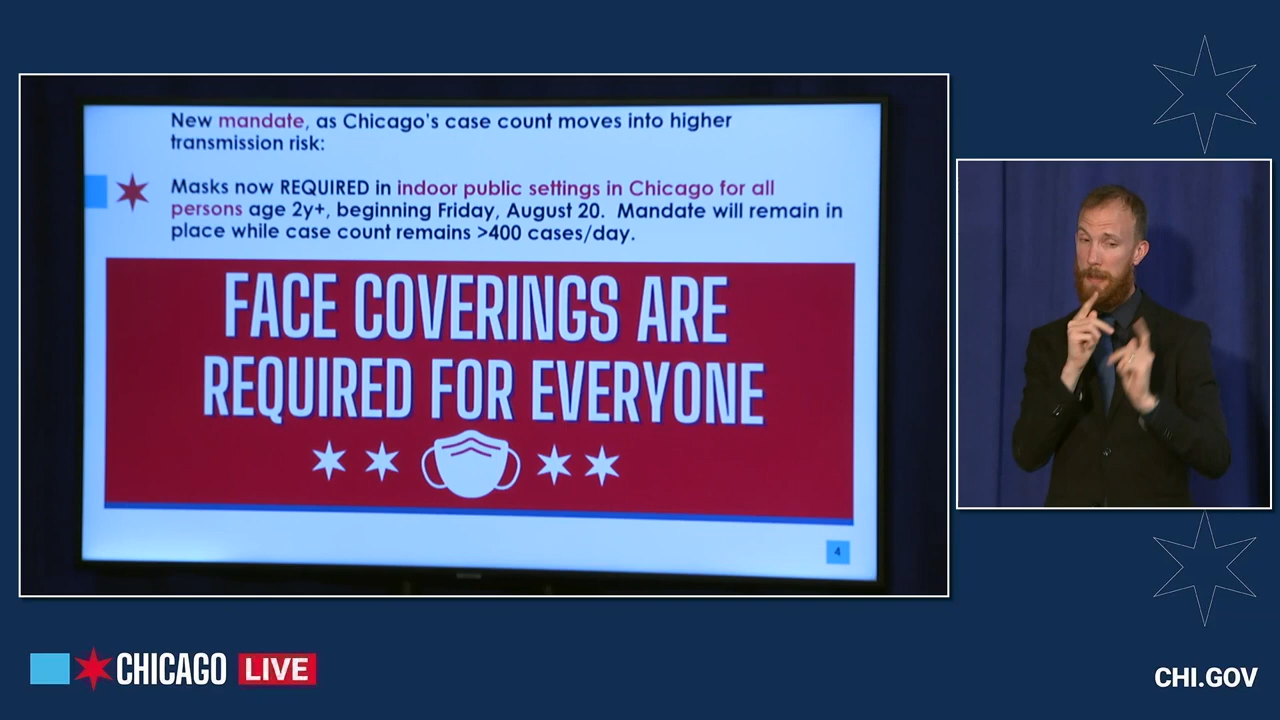 New mandate, as Chicago's case count moves into higher
transmission risk:
Masks now REQUIRED in indoor public settings in Chicago for all
persons age 2y+, beginning Friday, August 20.  Mandate will remain in
place while case count remains >400 cases/day.
FACE COVERINGS ARE
REQUIRED FOR EVERYONE
4
CHICAGO LIVE
CHI.GOV